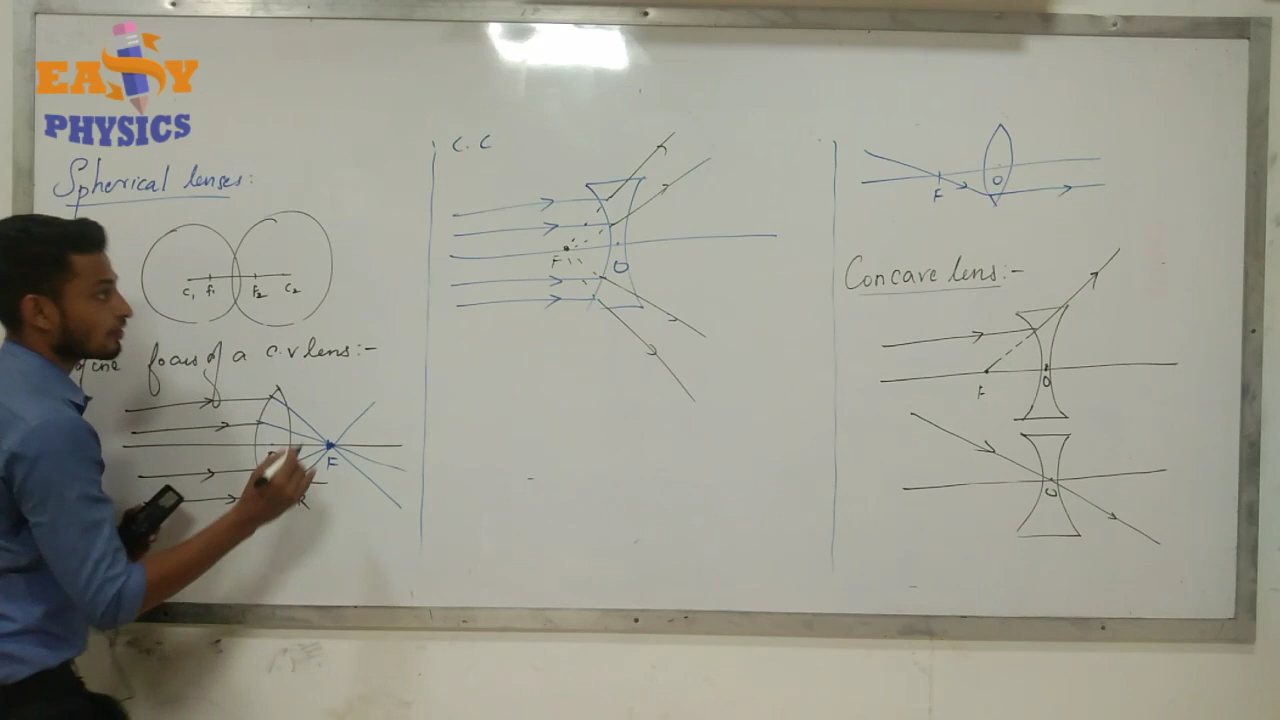 EASY
PHYSICS
Spherical lenses:
C1 F1 F2 C2
focus of a C.V lens:-
F
C.C
F
O
F
O
Concave lens:-
F
O
O